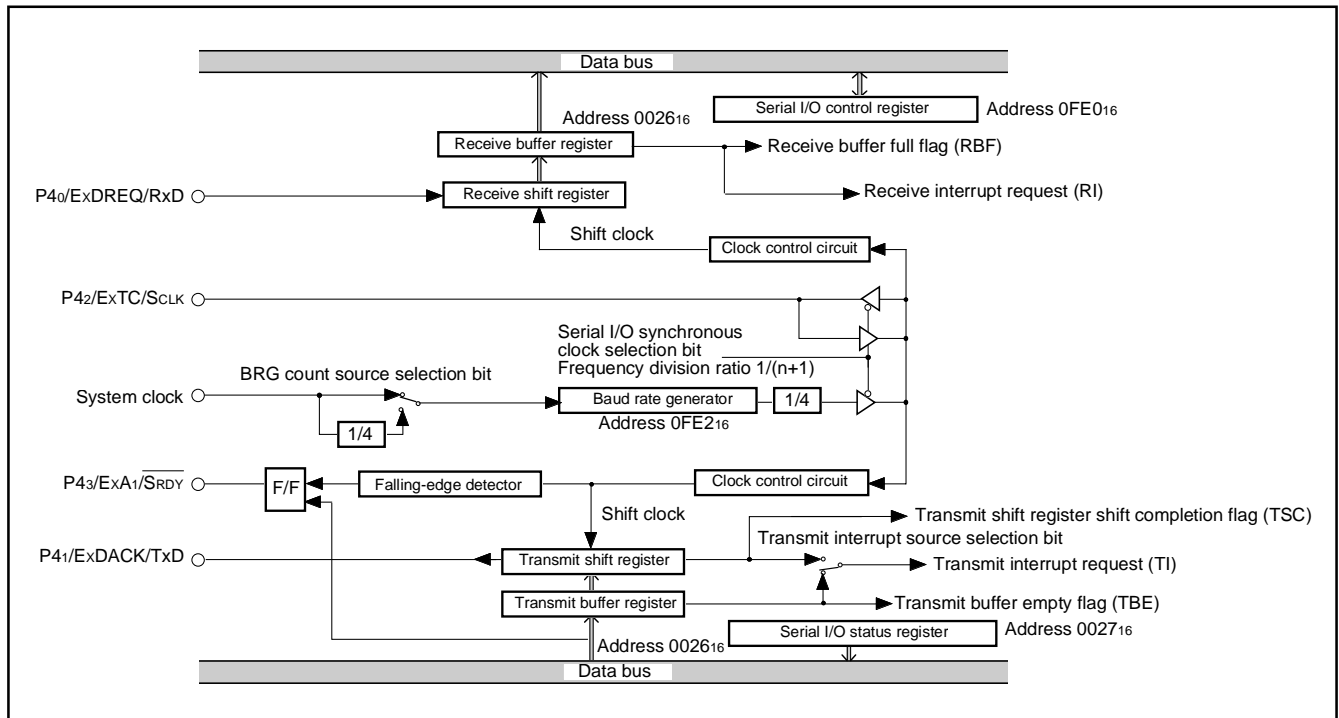 Data bus
Serial I/O control register
Address 0FE016
Address 002616
Receive buffer register
Receive buffer full flag (RBF)
P40/EXDREQ/RxD
Receive shift register
Receive interrupt request (RI)
Shift clock
Clock control circuit
P42/EXTC/SCLK
Serial I/O synchronous
clock selection bit
Frequency division ratio 1/(n+1)
BRG count source selection bit
System clock
Baud rate generator
1/4
Address 0FE216
1/4
P43/EXA1/SRDY
F/F
Falling-edge detector
Clock control circuit
Shift clock
Transmit shift register shift completion flag (TSC)
Transmit interrupt source selection bit
P41/EXDACK/TxD
Transmit shift register
Transmit interrupt request (TI)
Transmit buffer register
Transmit buffer empty flag (TBE)
Address 002616
Serial I/O status register
Address 002716
Data bus